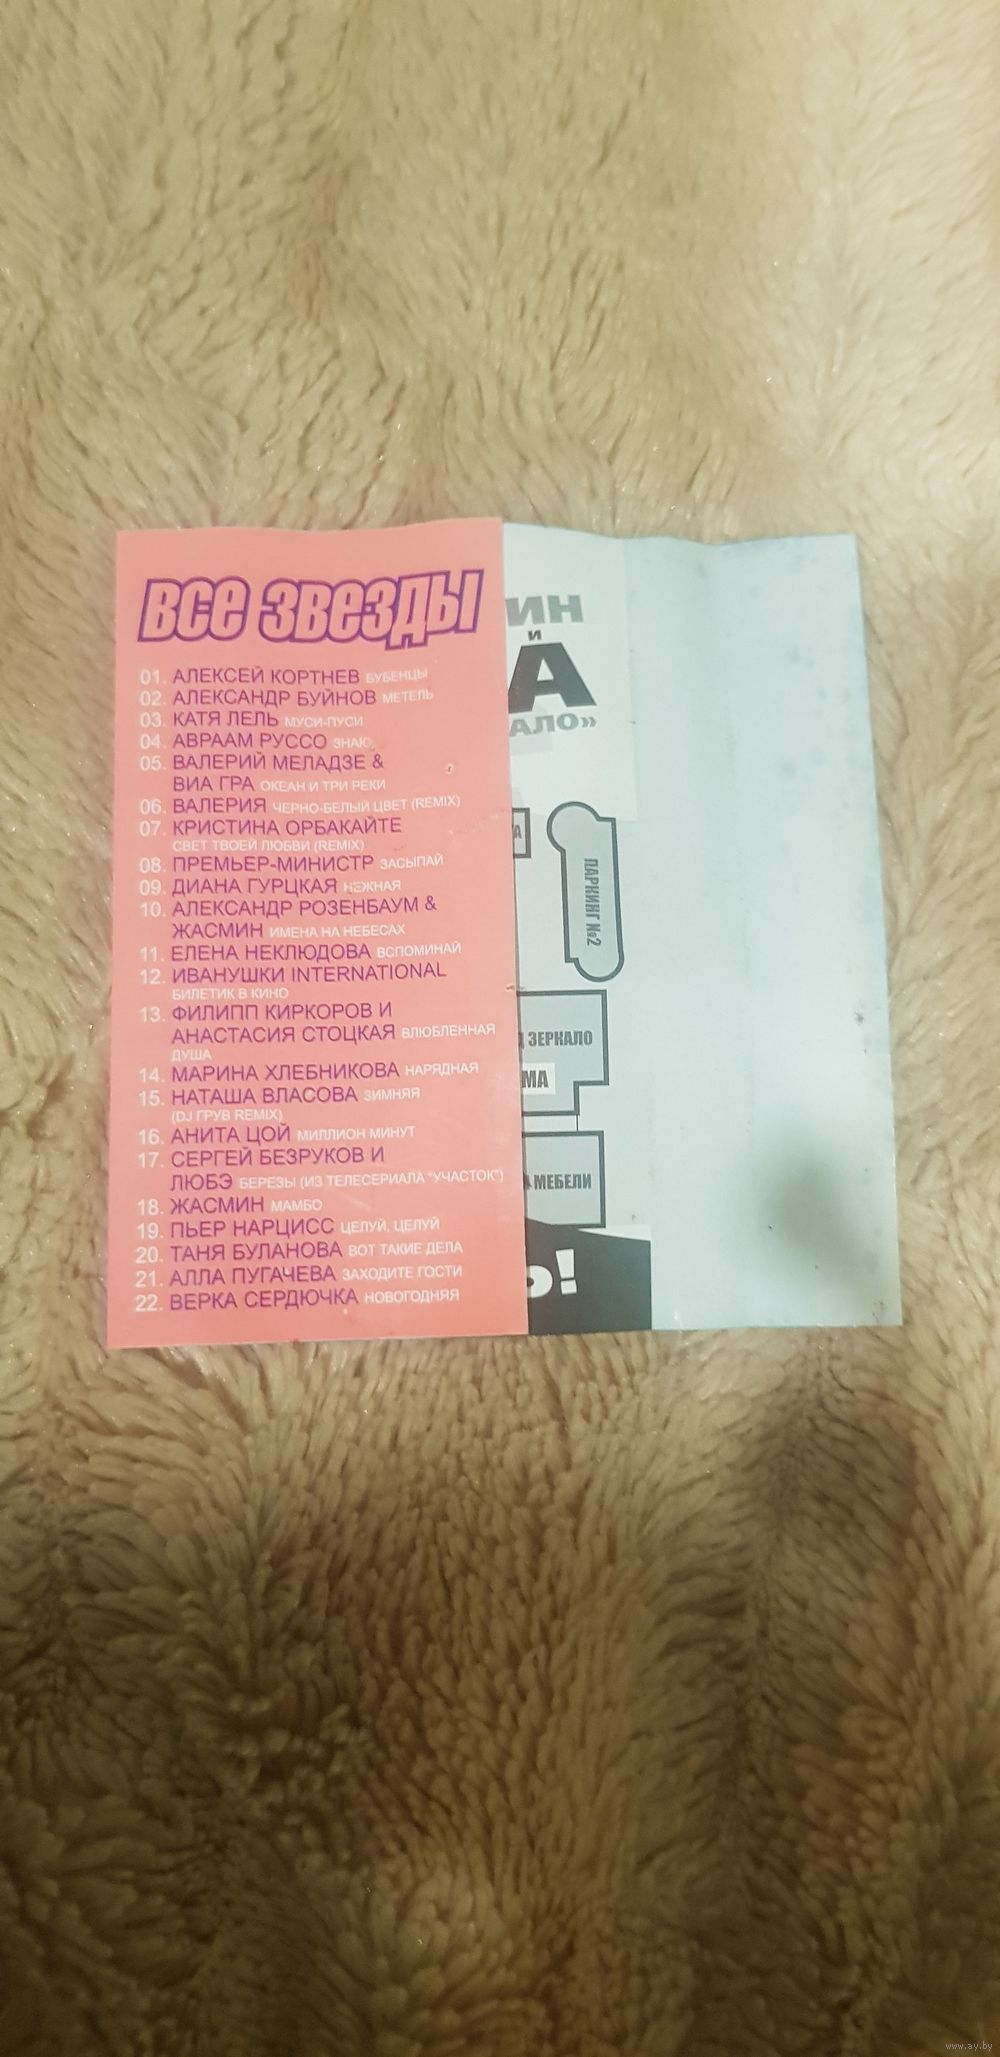 ВСЕ ЗВЕЗДЫ
01. АЛЕКСЕЙ КОРТНЕВ БУБЕНЦЫ
02. АЛЕКСАНДР БУЙНОВ МЕТЕЛЬ
03. КАТЯ ЛЕЛЬ МУСИ-ПУСИ
04. АВРААМ РУССО ЗНАЮ
05. ВАЛЕРИЙ МЕЛАДЗЕ &
ВИА ГРА ОКЕАН И ТРИ РЕКИ
06. ВАЛЕРИЯ ЧЕРНО-БЕЛЫЙ ЦВЕТ (REMIX)
07. КРИСТИНА ОРБАКАЙТЕ
СВЕТ ТВОЕЙ ЛЮБВИ (REMIX)
08. ПРЕМЬЕР-МИНИСТР ЗАСЫПАЙ
09. ДИАНА ГУРЦКАЯ НЕЖНАЯ
10. АЛЕКСАНДР РОЗЕНБАУМ &
ЖАСМИН ИМЕНА НА НЕБЕСАХ
11. ЕЛЕНА НЕКЛЮДОВА ВСПОМИНАЙ
12. ИВАНУШКИ INTERNATIONAL
БИЛЕТИК В КИНО
13. ФИЛИПП КИРКОРОВ И
АНАСТАСИЯ СТОЦКАЯ ВЛЮБЛЕННАЯ
ДУША
14. МАРИНА ХЛЕБНИКОВА НАРЯДНАЯ
15. НАТАША ВЛАСОВА ЗИМНЯЯ
(DJ ГРУВ REMIX)
16. АНИТА ЦОЙ МИЛЛИОН МИНУТ
17. СЕРГЕЙ БЕЗРУКОВ И
ЛЮБЭ БЕРЕЗЫ (ИЗ ТЕЛЕСЕРИАЛА "УЧАСТОК")
18. ЖАСМИН МАМБО
19. ПЬЕР НАРЦИСС ЦЕЛУЙ, ЦЕЛУЙ
20. ТАНЯ БУЛАНОВА ВОТ ТАКИЕ ДЕЛА
21. АЛЛА ПУГАЧЕВА ЗАХОДИТЕ ГОСТИ
22. ВЕРКА СЕРДЮЧКА НОВОГОДНЯЯ
ИН
И
А
АЛО»
А
ПАРКИНГ №2
Д ЗЕРКАЛО
МА
А МЕБЕЛИ
Ь!
www.ay.by